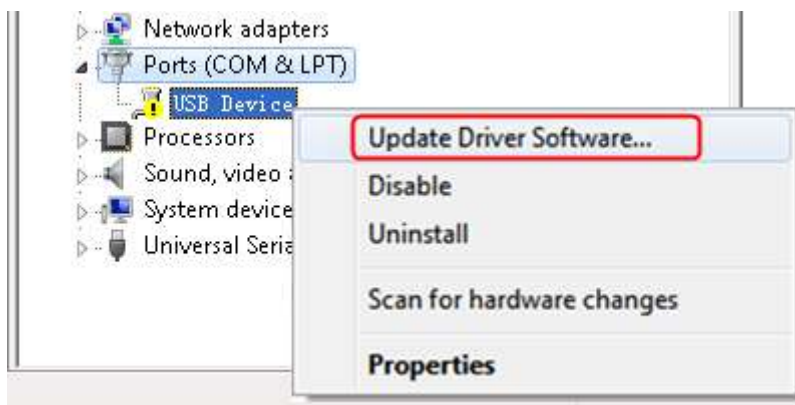 Network adapters
Ports (COM & LPT)
USB Device
Update Driver Software...
Processors
Disable
Sound, video
System device
Uninstall
Universal Seria
Scan for hardware changes
Properties